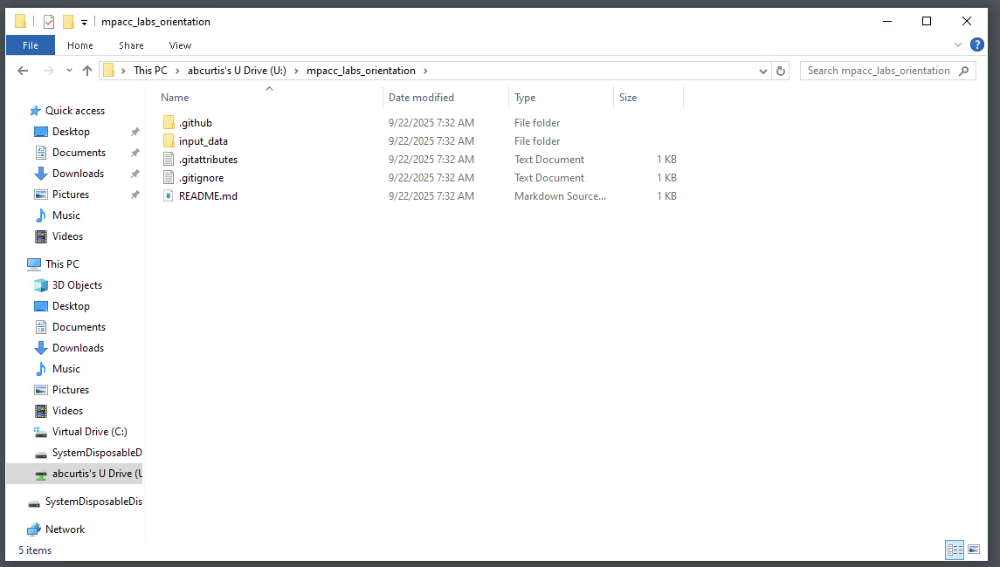 mpacc_labs_orientation
File Home Share View
This PC abcurtis's U Drive (U:) mpacc_labs_orientation
Search mpacc_labs_orientation
Name Date modified Type Size
Quick access
Desktop
Documents
Downloads
Pictures
Music
Videos
This PC
3D Objects
Desktop
Documents
Downloads
Music
Pictures
Videos
Virtual Drive (C:)
SystemDisposableD
abcurtis's U Drive (U
SystemDisposableDis
Network
.github 9/22/2025 7:32 AM File folder
input_data 9/22/2025 7:32 AM File folder
.gitattributes 9/22/2025 7:32 AM Text Document 1 KB
.gitignore 9/22/2025 7:32 AM Text Document 1 KB
README.md 9/22/2025 7:32 AM Markdown Source... 1 KB
5 items